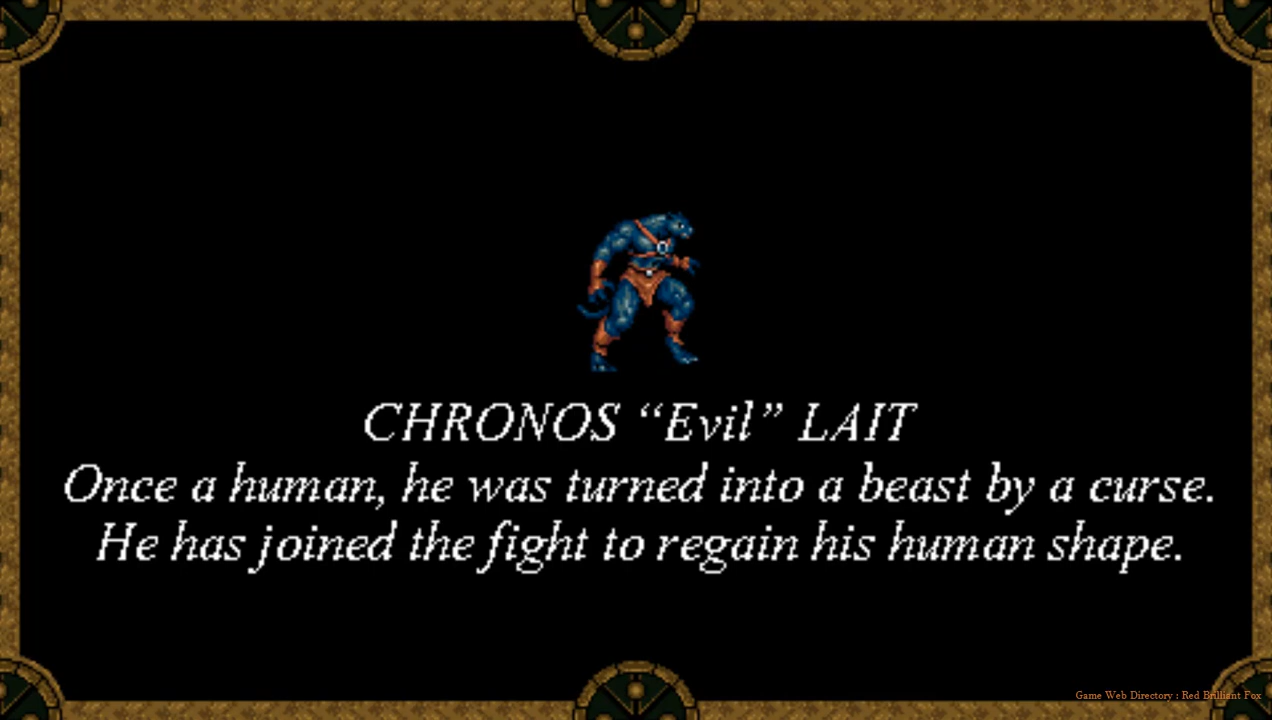 CHRONOS “Evil” LAIT
Once a human, he was turned into a beast by a curse.
He has joined the fight to regain his human shape.
Game Web Directory : Red Brilliant Fox